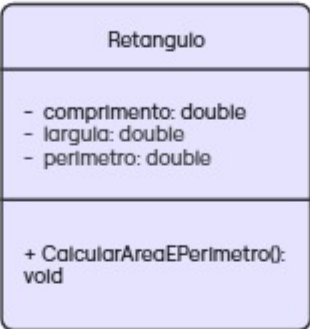 Retangulo
- comprimento: double
- largula: double
- perimetro: double
+ CalcularAreaEPerimetro():
void